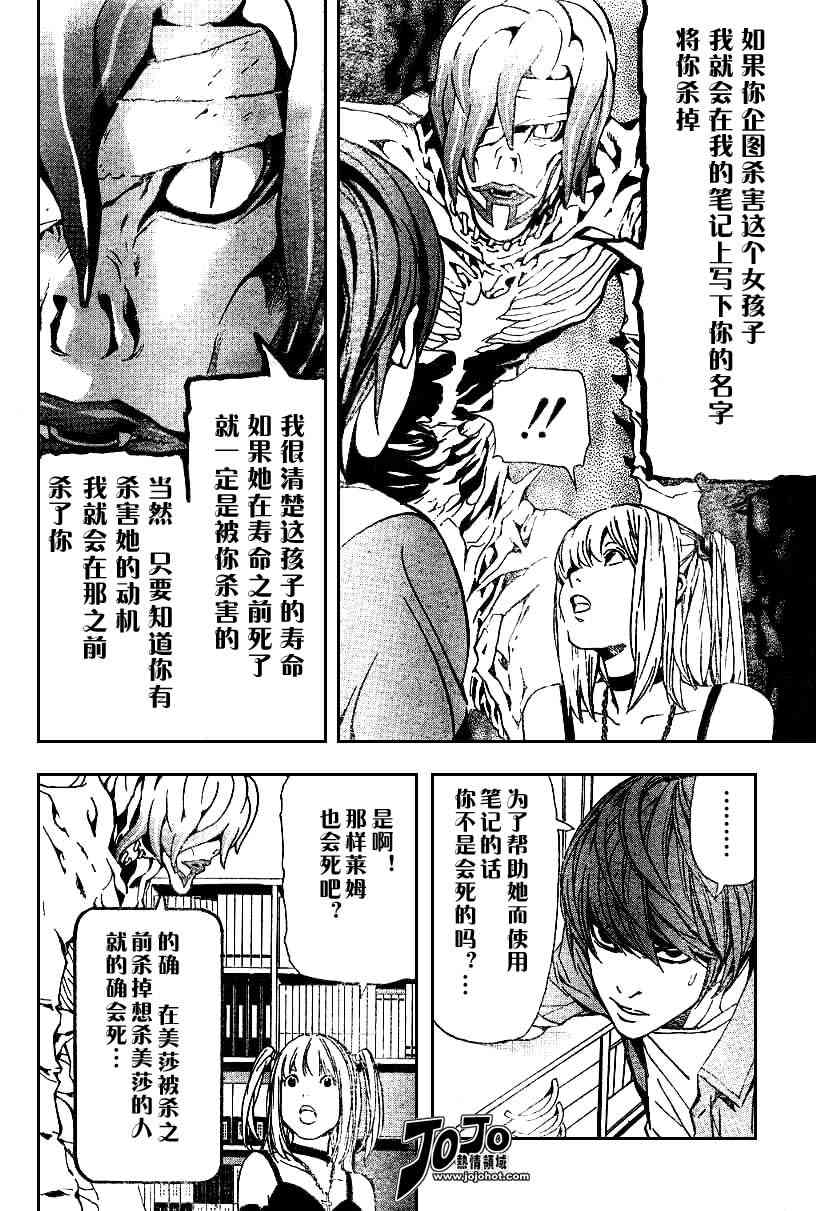 如果你企图杀害这个女孩子
我就会在我的笔记上写下你的名字
将你杀掉
!!
我很清楚这孩子的寿命
如果她在寿命之前死了
就一定是被你杀害的
当然 只要知道你有
杀害她的动机
我就会在那之前
杀了你
………
为了帮助她而使用
笔记的话
你不是会死的吗?…
…
是啊!
那样莱姆
也会死吧?
的确 在美莎被杀之
前杀掉想杀美莎的人
就的确会死…
JOJO
熱情領域
www.jojohot.com